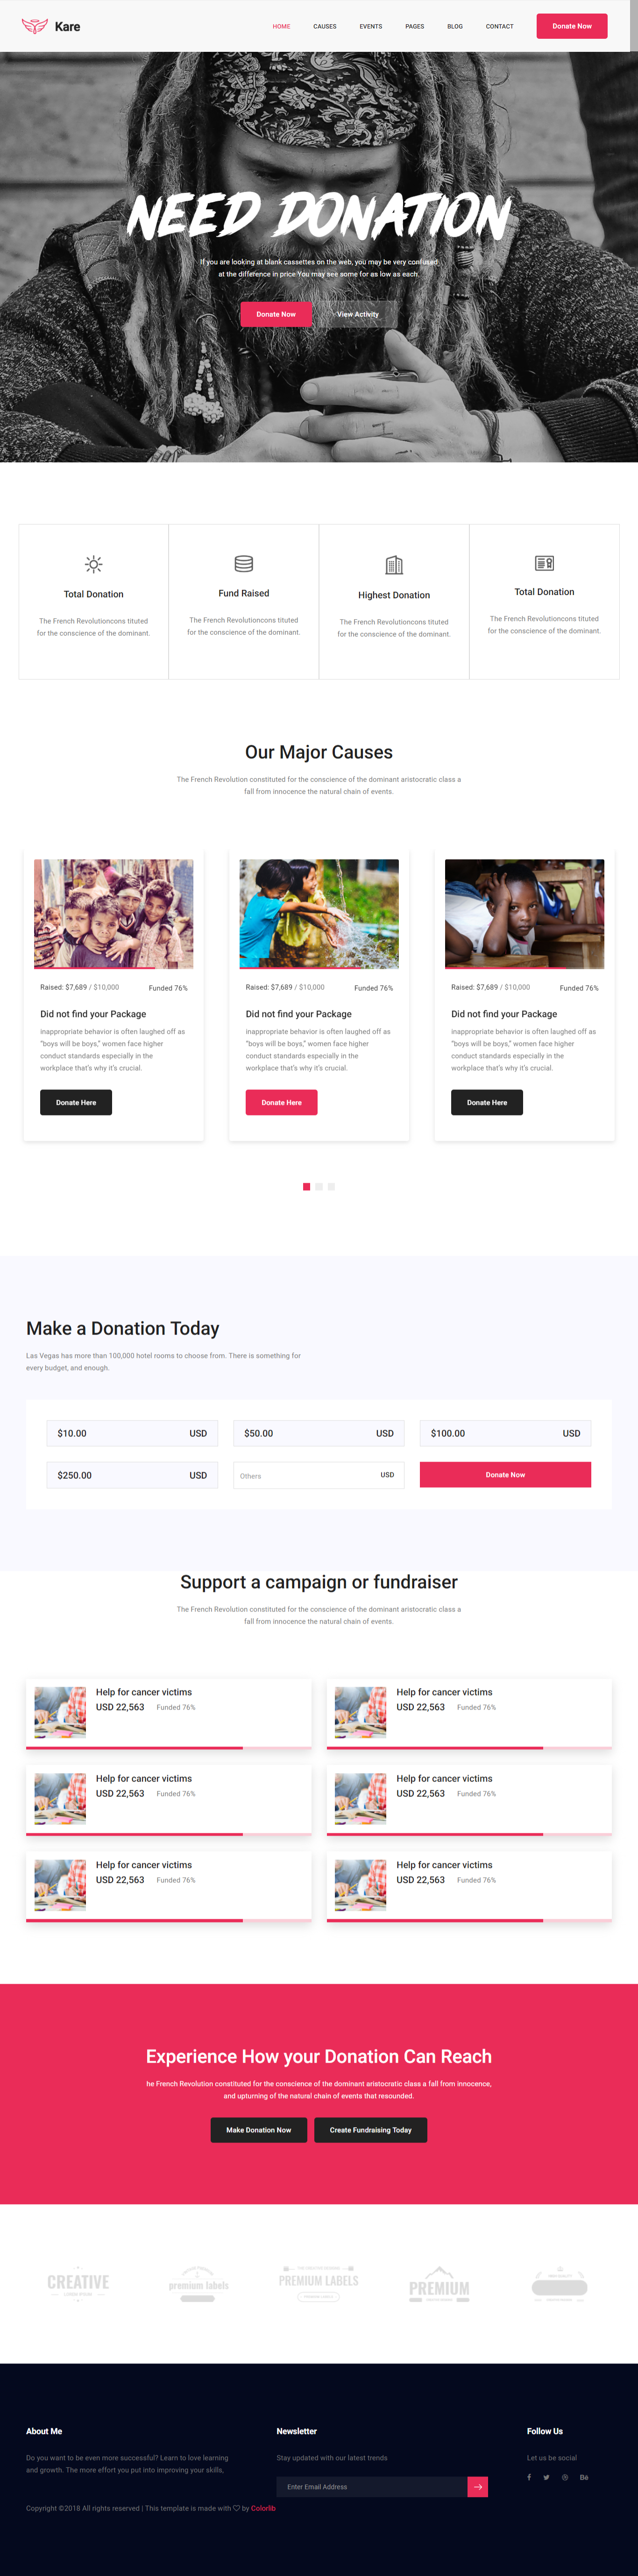 Kare
HOME CAUSES EVENTS PAGES BLOG CONTACT Donate Now
NEED DONATION
If you are looking at blank cassettes on the web, you may be very confused
at the difference in price You may see some for as low as each.
Donate Now View Activity
Total Donation
The French Revolutioncons tituted
for the conscience of the dominant.
Fund Raised
The French Revolutioncons tituted
for the conscience of the dominant.
Highest Donation
The French Revolutioncons tituted
for the conscience of the dominant.
Total Donation
The French Revolutioncons tituted
for the conscience of the dominant.
Our Major Causes
The French Revolution constituted for the conscience of the dominant aristocratic class a
fall from innocence the natural chain of events.
Raised: $7,689 / $10,000 Funded 76%
Did not find your Package
inappropriate behavior is often laughed off as
“boys will be boys,” women face higher
conduct standards especially in the
workplace that’s why it’s crucial.
Donate Here
Raised: $7,689 / $10,000 Funded 76%
Did not find your Package
inappropriate behavior is often laughed off as
“boys will be boys,” women face higher
conduct standards especially in the
workplace that’s why it’s crucial.
Donate Here
Raised: $7,689 / $10,000 Funded 76%
Did not find your Package
inappropriate behavior is often laughed off as
“boys will be boys,” women face higher
conduct standards especially in the
workplace that’s why it’s crucial.
Donate Here
Make a Donation Today
Las Vegas has more than 100,000 hotel rooms to choose from. There is something for
every budget, and enough.
$10.00 USD $50.00 USD $100.00 USD
$250.00 USD Others USD Donate Now
Support a campaign or fundraiser
The French Revolution constituted for the conscience of the dominant aristocratic class a
fall from innocence the natural chain of events.
Help for cancer victims
USD 22,563 Funded 76%
Help for cancer victims
USD 22,563 Funded 76%
Help for cancer victims
USD 22,563 Funded 76%
Help for cancer victims
USD 22,563 Funded 76%
Help for cancer victims
USD 22,563 Funded 76%
Help for cancer victims
USD 22,563 Funded 76%
Experience How your Donation Can Reach
he French Revolution constituted for the conscience of the dominant aristocratic class a fall from innocence,
and upturning of the natural chain of events that resounded.
Make Donation Now Create Fundraising Today
CREATIVE
premium labels
PREMIUM LABELS
PREMIUM
About Me
Do you want to be even more successful? Learn to love learning
and growth. The more effort you put into improving your skills,
Copyright ©2018 All rights reserved | This template is made with ♡ by Colorlib
Newsletter
Stay updated with our latest trends
Enter Email Address
Follow Us
Let us be social